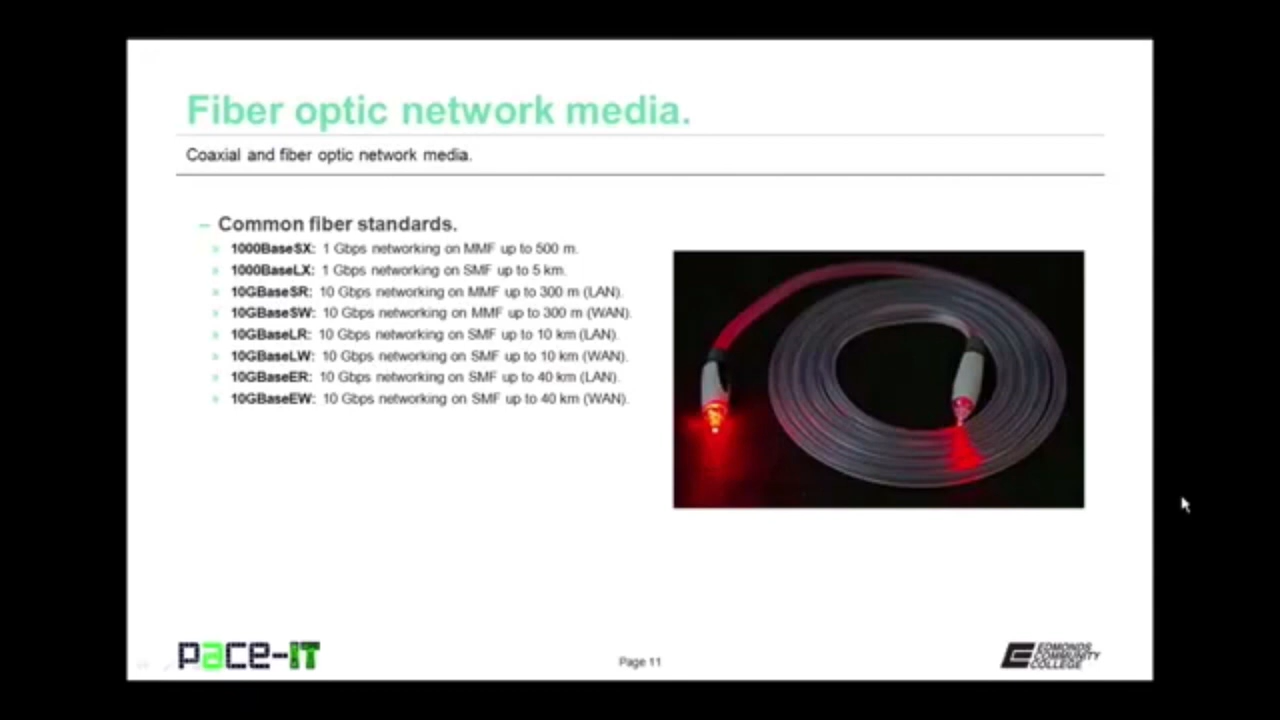 Fiber optic network media.
Coaxial and fiber optic network media.
– Common fiber standards.
» 1000BaseSX: 1 Gbps networking on MMF up to 500 m.
» 1000BaseLX: 1 Gbps networking on SMF up to 5 km.
» 10GBaseSR: 10 Gbps networking on MMF up to 300 m (LAN).
» 10GBaseSW: 10 Gbps networking on MMF up to 300 m (WAN).
» 10GBaseLR: 10 Gbps networking on SMF up to 10 km (LAN).
» 10GBaseLW: 10 Gbps networking on SMF up to 10 km (WAN).
» 10GBaseER: 10 Gbps networking on SMF up to 40 km (LAN).
» 10GBaseEW: 10 Gbps networking on SMF up to 40 km (WAN).
pace-IT
Page 11
EDMONDS
COMMUNITY
COLLEGE